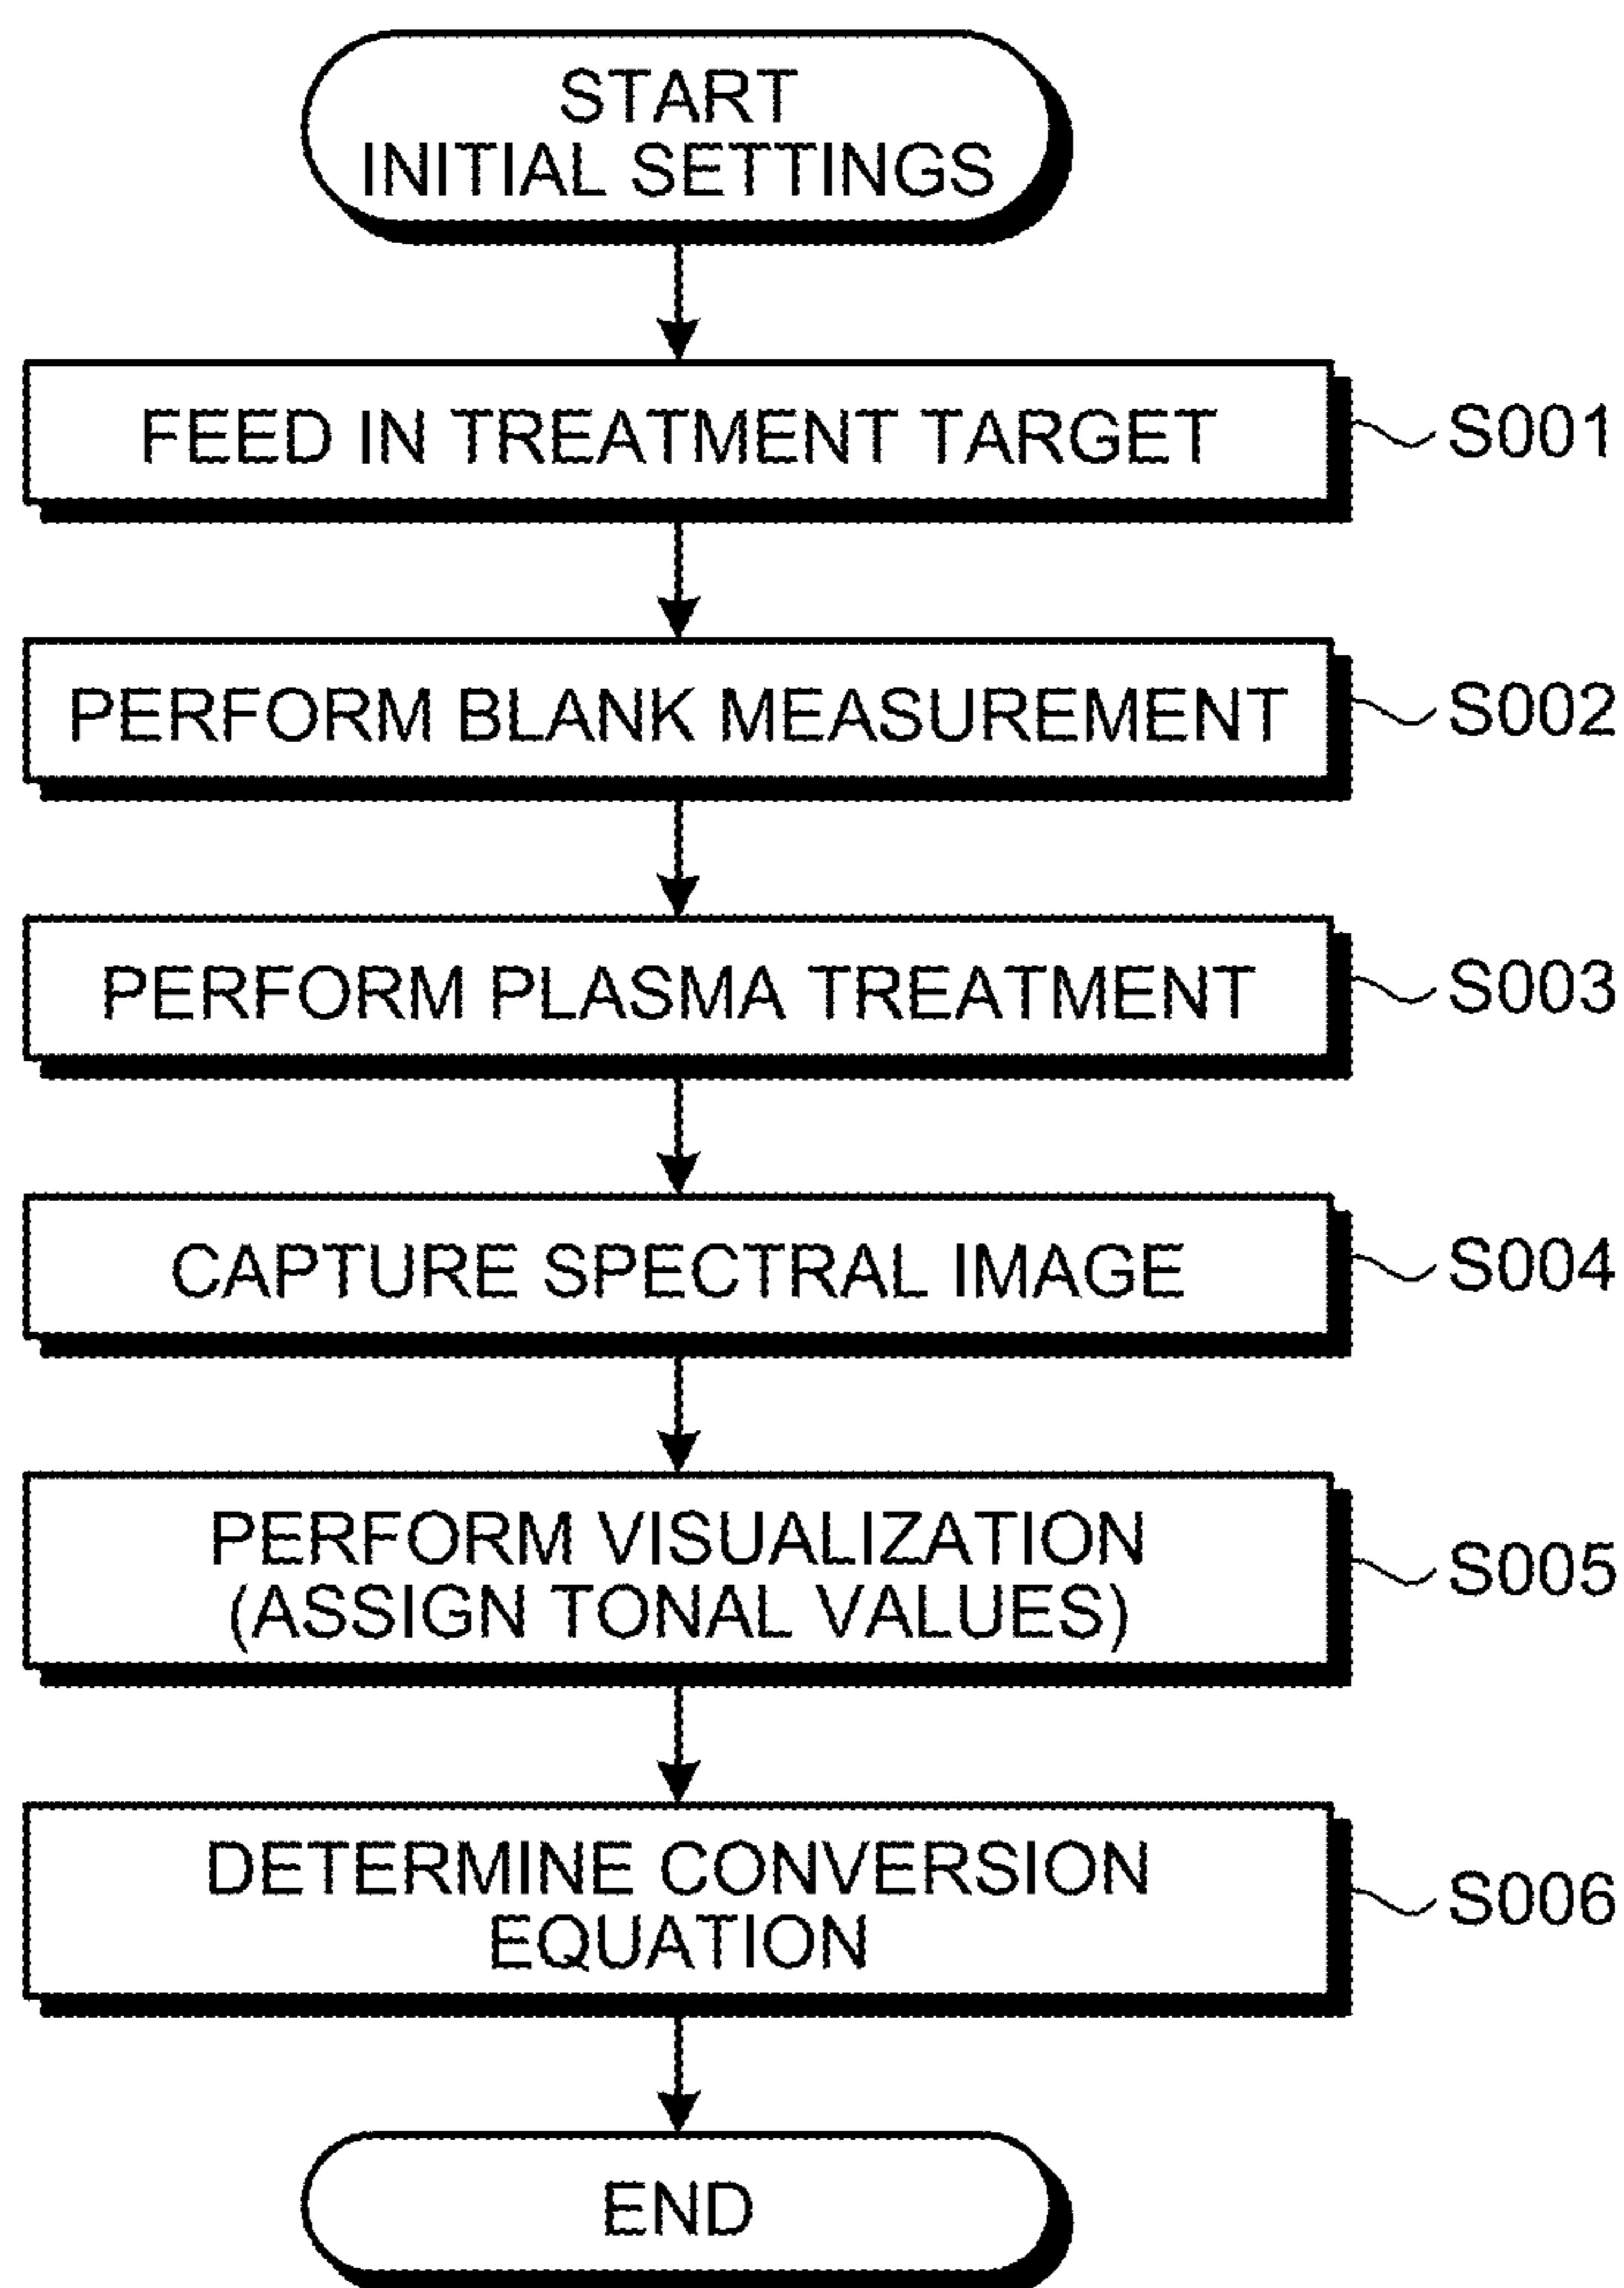 START
INITIAL SETTINGS
FEED IN TREATMENT TARGET
S001
PERFORM BLANK MEASUREMENT
S002
PERFORM PLASMA TREATMENT
S003
CAPTURE SPECTRAL IMAGE
S004
PERFORM VISUALIZATION
(ASSIGN TONAL VALUES)
S005
DETERMINE CONVERSION
EQUATION
S006
END